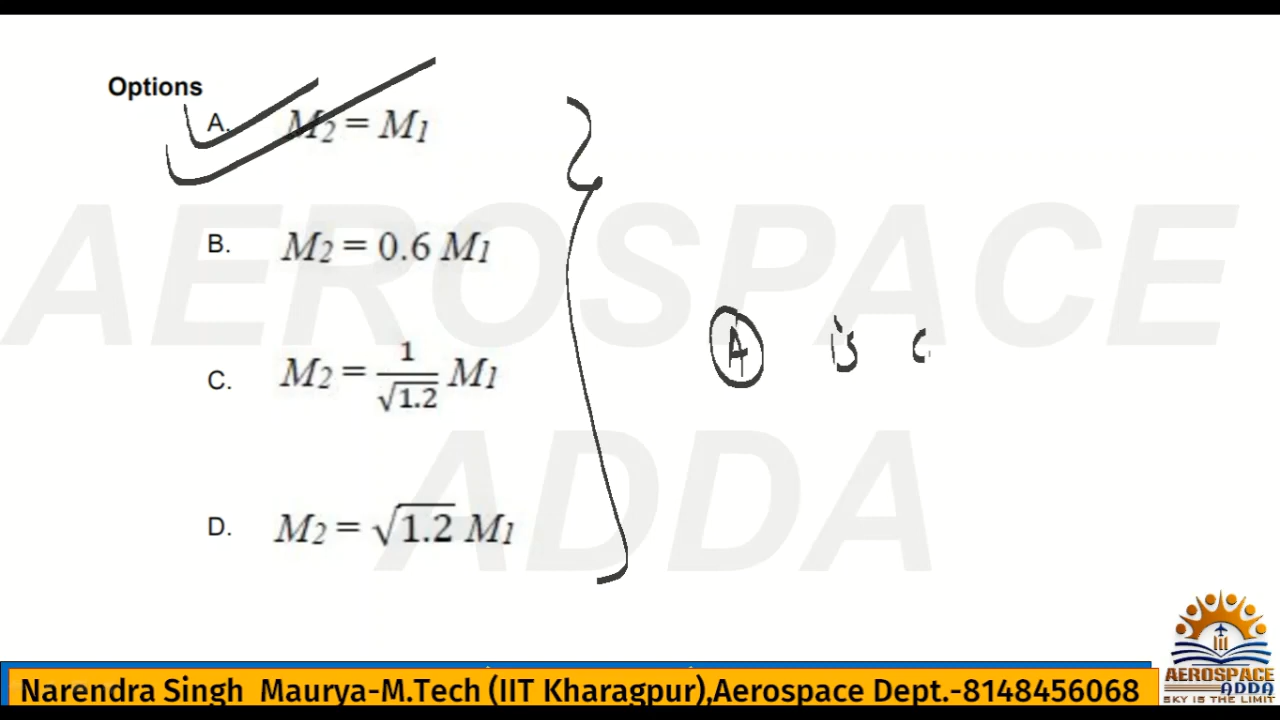 Options
A. M2 = M1
B. M2 = 0.6 M1
C. M2 = 1/√1.2 M1
D. M2 = √1.2 M1
A is c
AEROSPACE
ADDA
Narendra Singh Maurya-M.Tech (IIT Kharagpur),Aerospace Dept.-8148456068
AEROSPACE
ADDA
SKY IS THE LIMIT